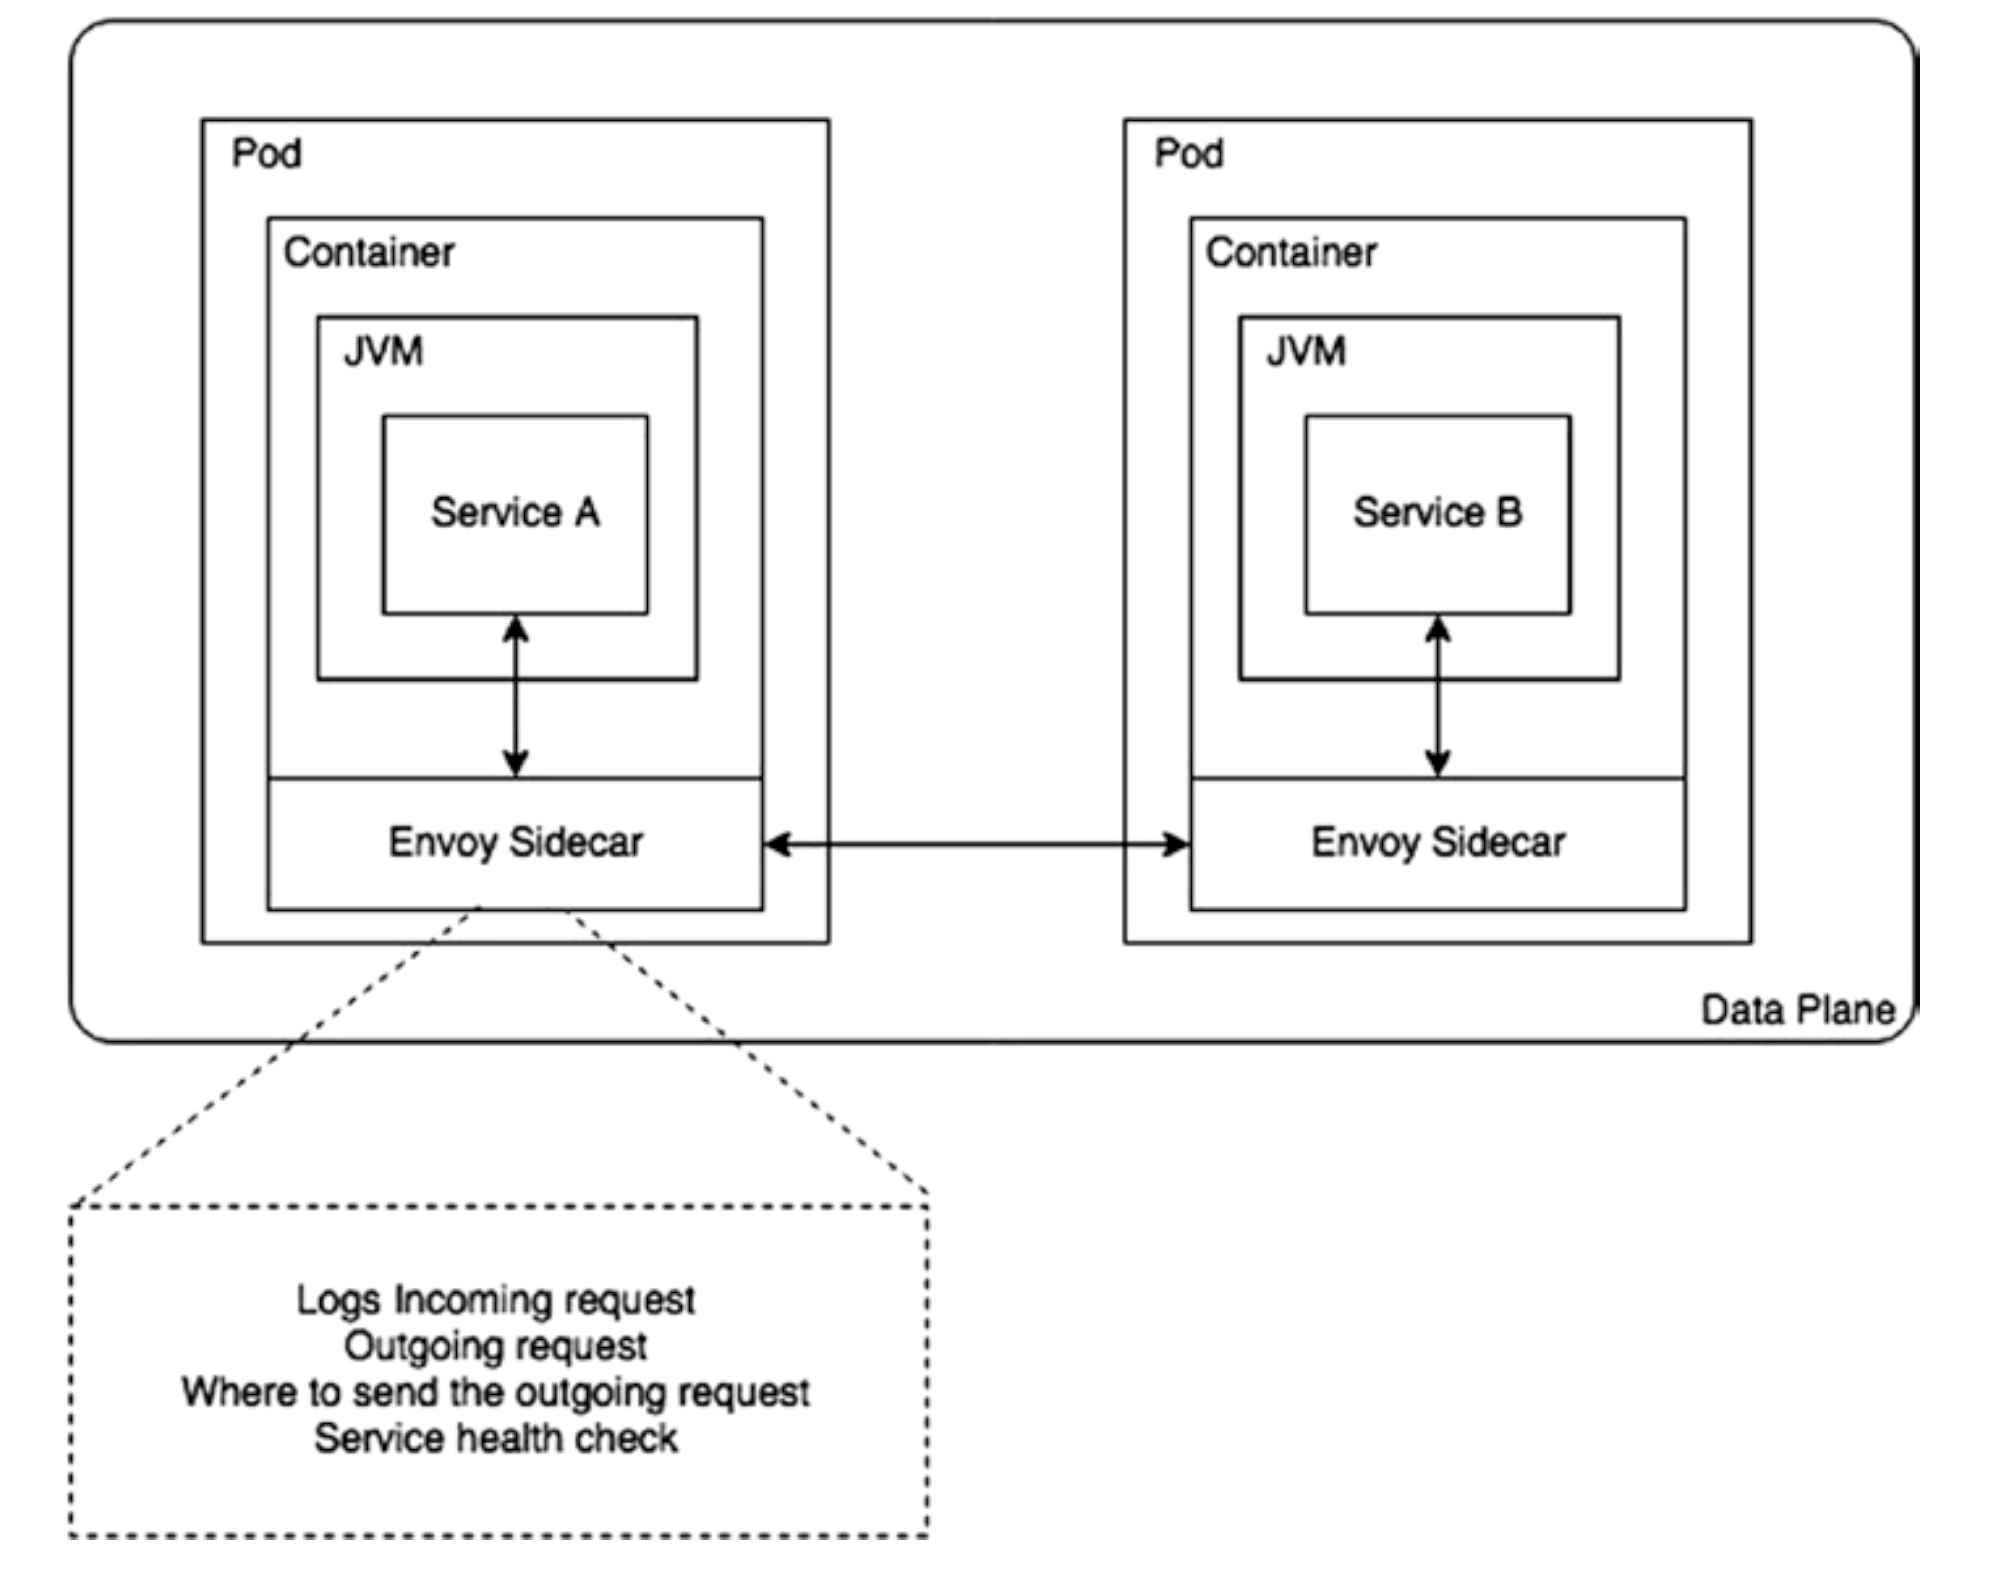 Pod
Container
JVM
Service A
Envoy Sidecar
Pod
Container
JVM
Service B
Envoy Sidecar
Data Plane
Logs Incoming request
Outgoing request
Where to send the outgoing request
Service health check